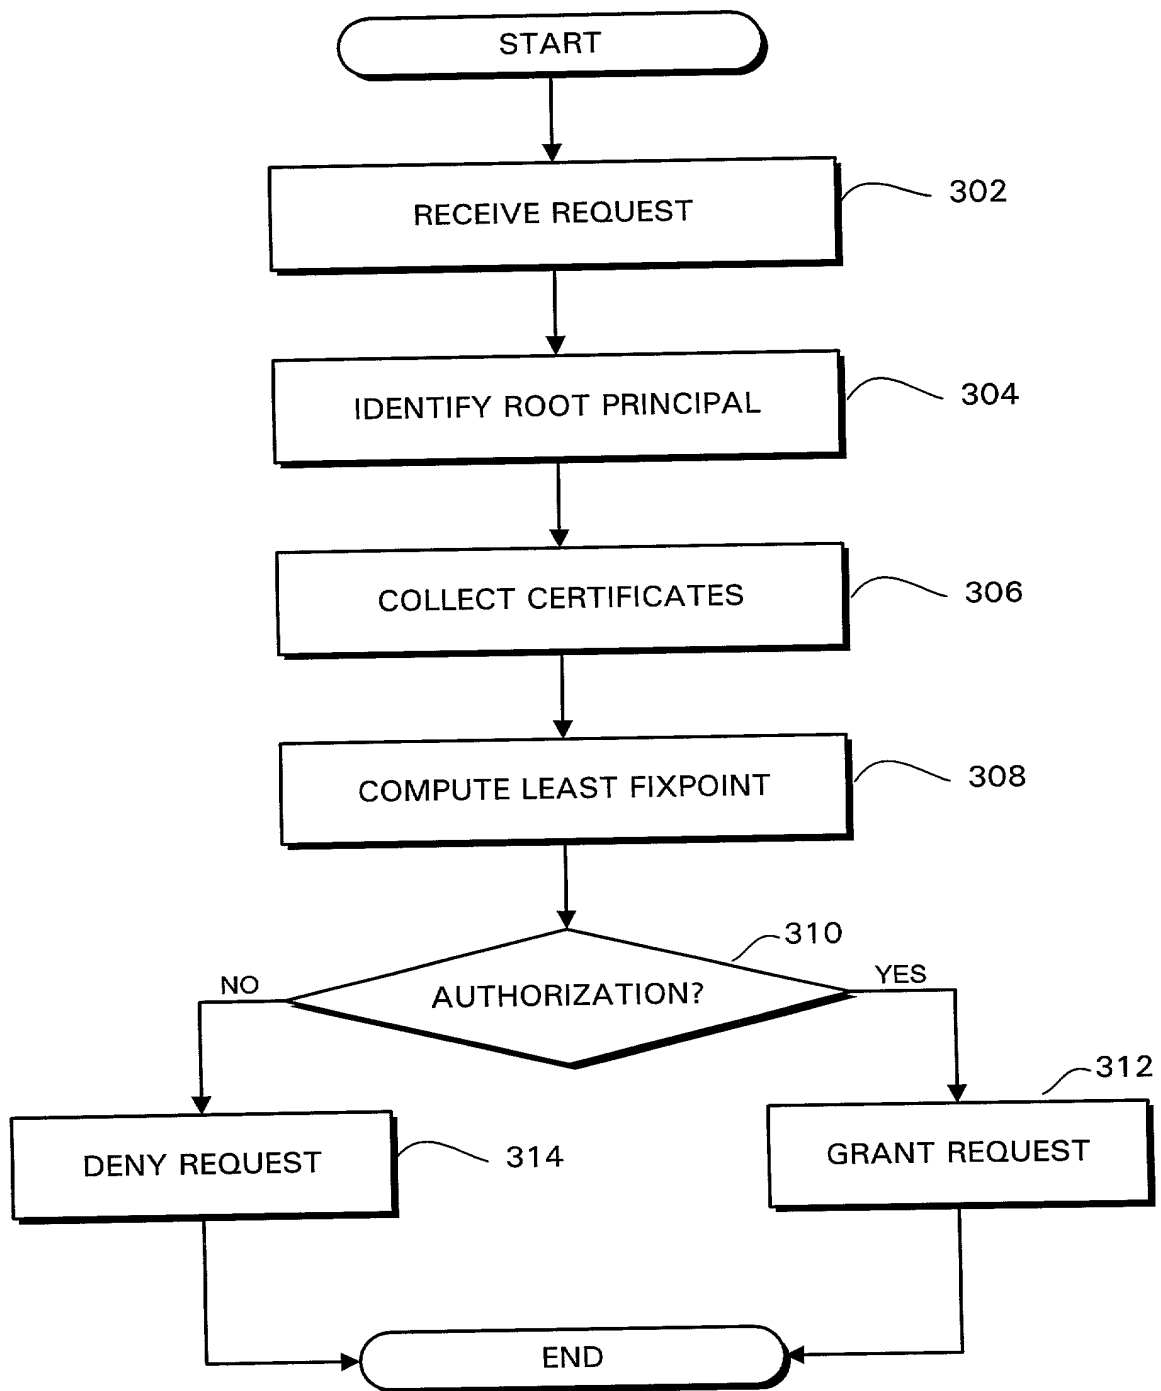 START
RECEIVE REQUEST
302
IDENTIFY ROOT PRINCIPAL
304
COLLECT CERTIFICATES
306
COMPUTE LEAST FIXPOINT
308
310
NO
AUTHORIZATION?
YES
312
DENY REQUEST
314
GRANT REQUEST
END